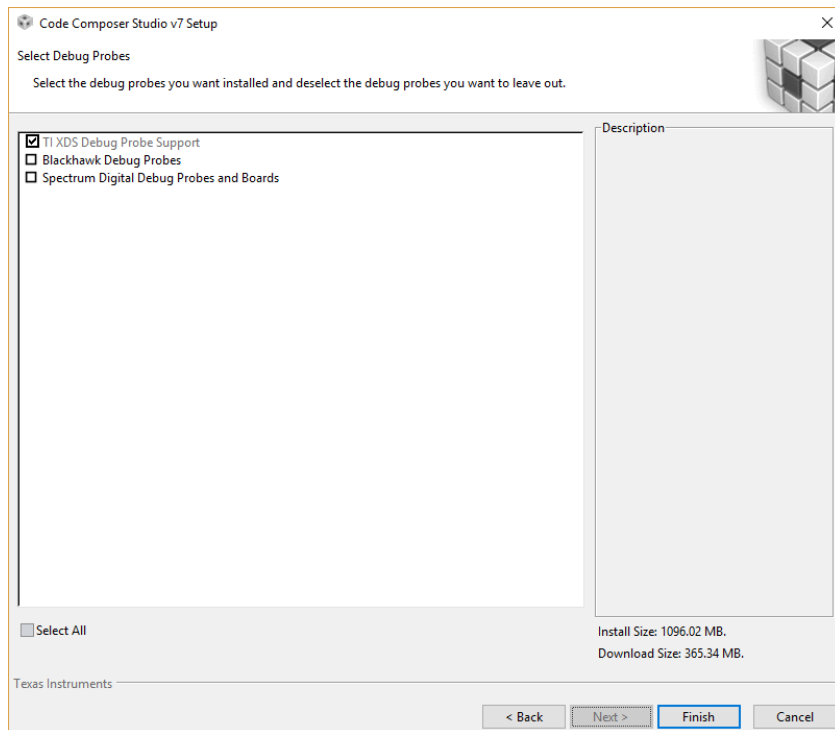 Code Composer Studio v7 Setup
Select Debug Probes
Select the debug probes you want installed and deselect the debug probes you want to leave out.
TI XDS Debug Probe Support
Blackhawk Debug Probes
Spectrum Digital Debug Probes and Boards
Description
Select All
Install Size: 1096.02 MB.
Download Size: 365.34 MB.
Texas Instruments
< Back Next > Finish Cancel